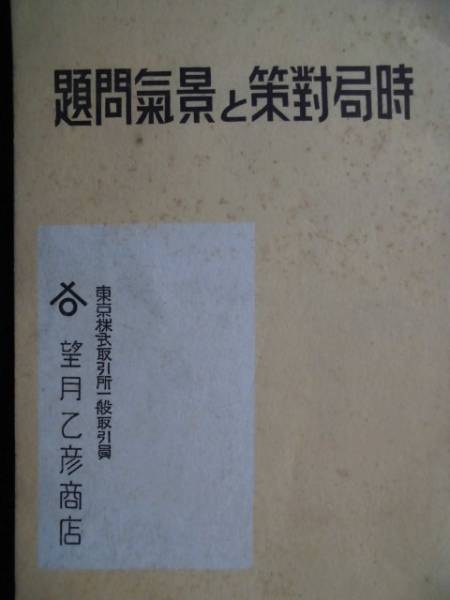 時局對策と景氣問題
東京株式取引所一般取引員
望月乙彦商店